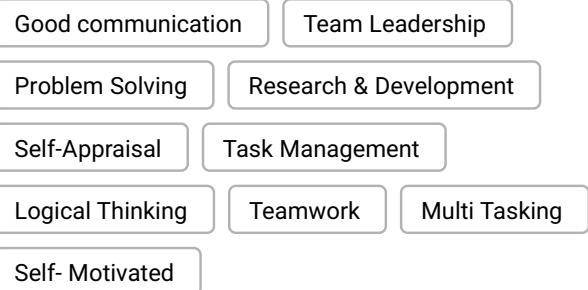 Good communication Team Leadership
Problem Solving Research & Development
Self-Appraisal Task Management
Logical Thinking Teamwork Multi Tasking
Self- Motivated